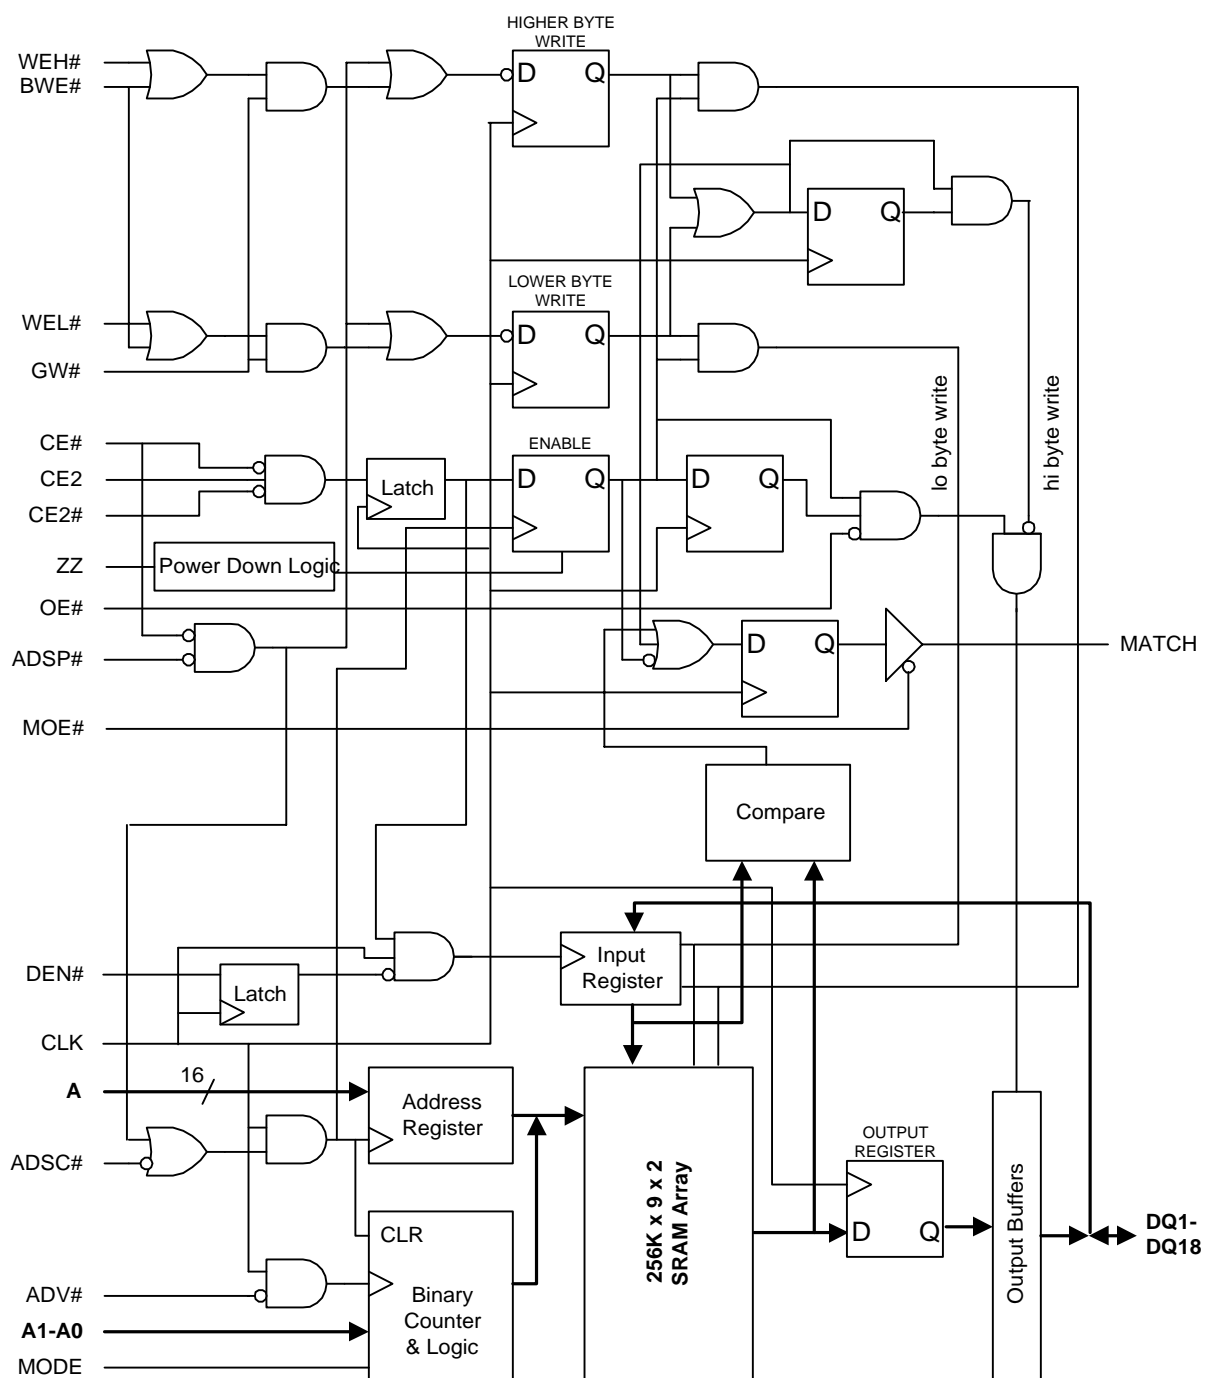 HIGHER BYTE
WRITE
WEH#
BWE#
D
Q
D
Q
LOWER BYTE
WRITE
WEL#
D
Q
GW#
lo byte write
hi byte write
CE#
ENABLE
CE2
Latch
D
Q
D
Q
CE2#
ZZ
Power Down Logic
OE#
ADSP#
D
Q
MATCH
MOE#
Compare
DEN#
Latch
Input
Register
CLK
A
16
Address
Register
ADSC#
OUTPUT
REGISTER
256K x 9 x 2
SRAM Array
CLR
D
Q
Output Buffers
DQ1-
DQ18
ADV#
Binary
Counter
& Logic
A1-A0
MODE